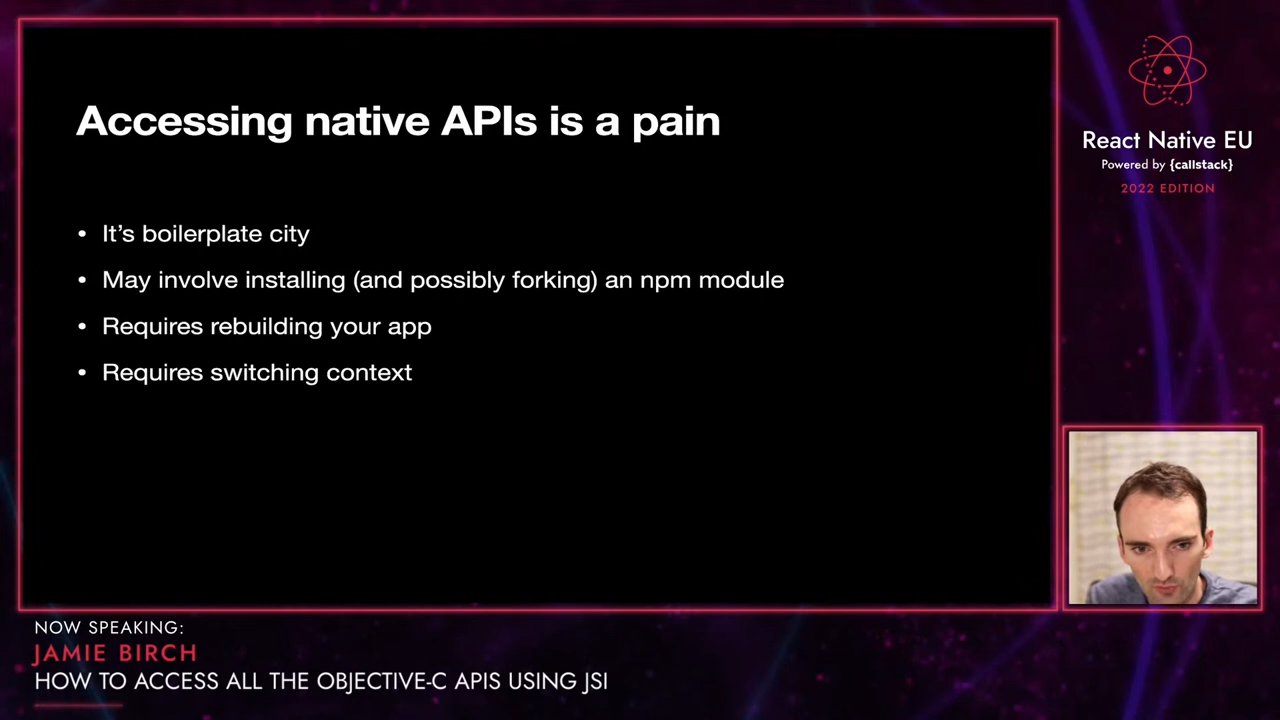 Accessing native APIs is a pain
• It’s boilerplate city
• May involve installing (and possibly forking) an npm module
• Requires rebuilding your app
• Requires switching context
React Native EU
Powered by {callstack}
2022 EDITION
NOW SPEAKING:
JAMIE BIRCH
HOW TO ACCESS ALL THE OBJECTIVE-C APIS USING JSI